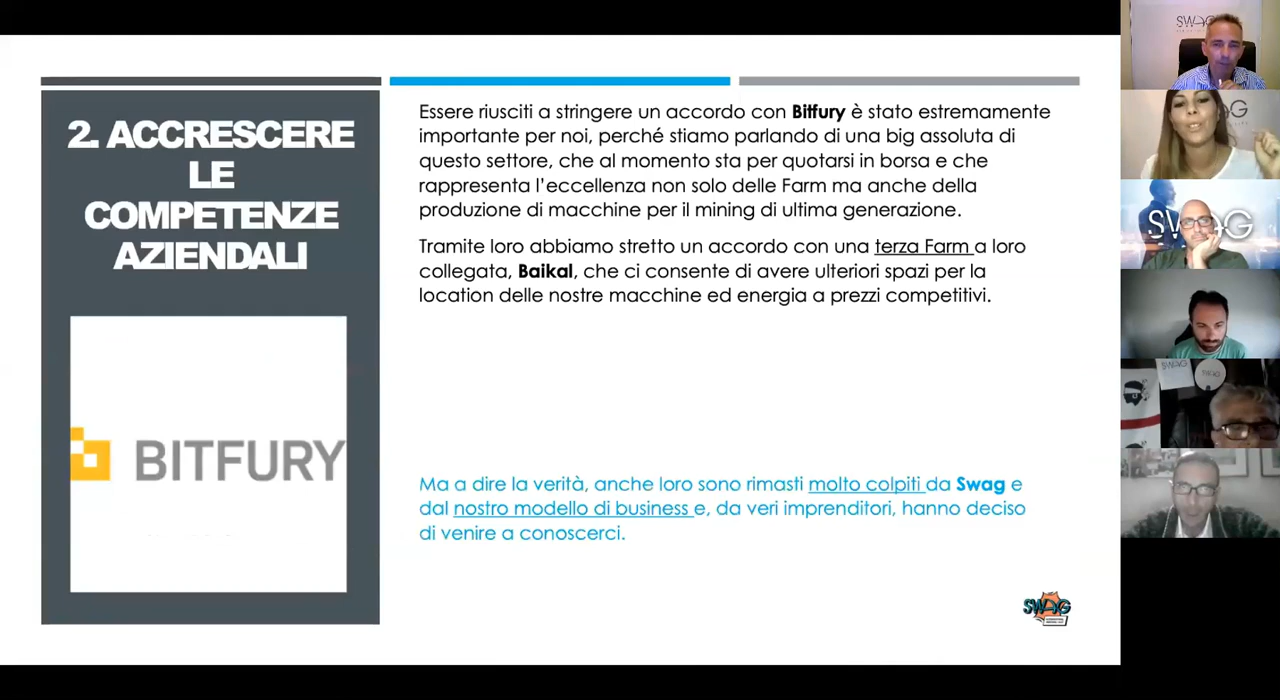 2. ACCRESCERE
LE
COMPETENZE
AZIENDALI
BITFURY
Essere riusciti a stringere un accordo con Bitfury è stato estremamente
importante per noi, perché stiamo parlando di una big assoluta di
questo settore, che al momento sta per quotarsi in borsa e che
rappresenta l'eccellenza non solo delle Farm ma anche della
produzione di macchine per il mining di ultima generazione.
Tramite loro abbiamo stretto un accordo con una terza Farm a loro
collegata, Baikal, che ci consente di avere ulteriori spazi per la
location delle nostre macchine ed energia a prezzi competitivi.
Ma a dire la verità, anche loro sono rimasti molto colpiti da Swag e
dal nostro modello di business e, da veri imprenditori, hanno deciso
di venire a conoscerci.
SWAG
SWAG
SWAG
SWAG
SWAG